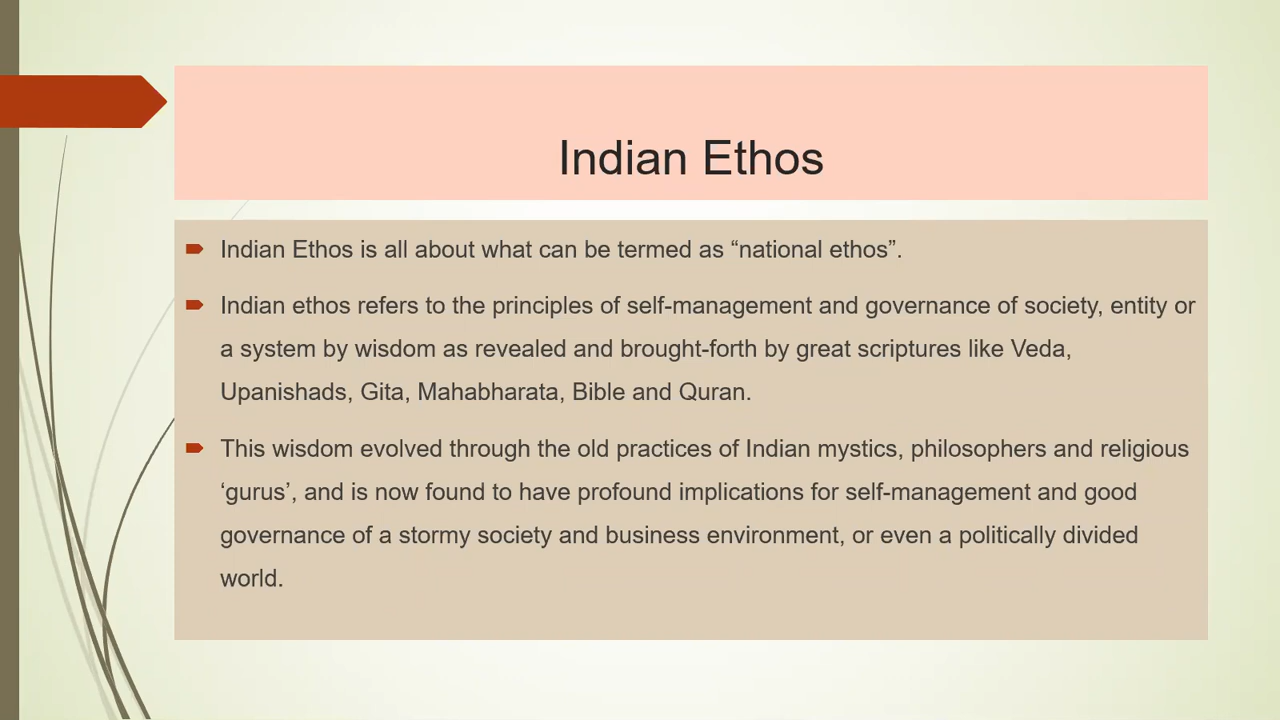 Indian Ethos
Indian Ethos is all about what can be termed as “national ethos”.
Indian ethos refers to the principles of self-management and governance of society, entity or
a system by wisdom as revealed and brought-forth by great scriptures like Veda,
Upanishads, Gita, Mahabharata, Bible and Quran.
This wisdom evolved through the old practices of Indian mystics, philosophers and religious
‘gurus’, and is now found to have profound implications for self-management and good
governance of a stormy society and business environment, or even a politically divided
world.